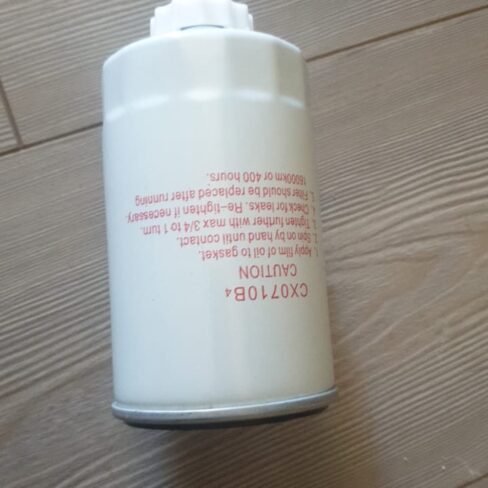 CX0710B4
CAUTION
1. Apply film of oil to gasket.
2. Spin on by hand until contact.
3. Tighten further with max 3/4 to 1 turn.
4. Check for leaks. Re-tighten if necessary.
5. Filter should be replaced after running
16000km or 400 hours.